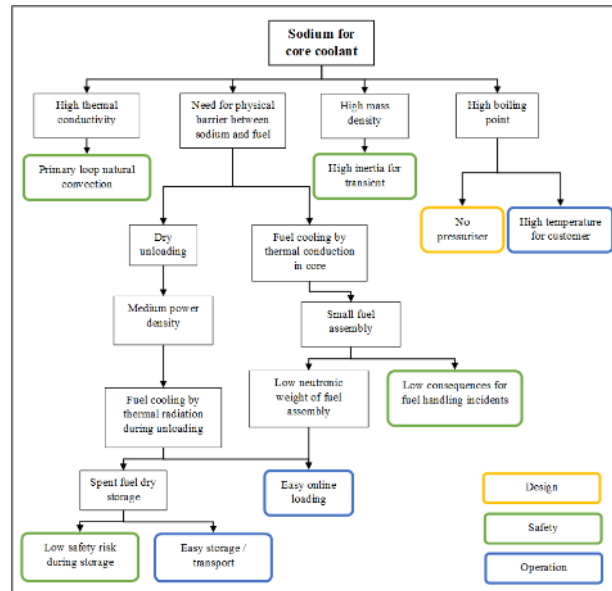 Sodium for
core coolant
High thermal
conductivity
Need for physical
barrier between
sodium and fuel
High mass
density
High boiling
point
Primary loop natural
convection
High inertia for
transient
Dry
unloading
Fuel cooling by
thermal conduction
in core
No
pressuriser
High temperature
for customer
Medium power
density
Small fuel
assembly
Fuel cooling by
thermal radiation
during unloading
Low neutronic
weight of fuel
assembly
Low consequences for
fuel handling incidents
Spent fuel dry
storage
Easy online
loading
Low safety risk
during storage
Easy storage /
transport
Design
Safety
Operation